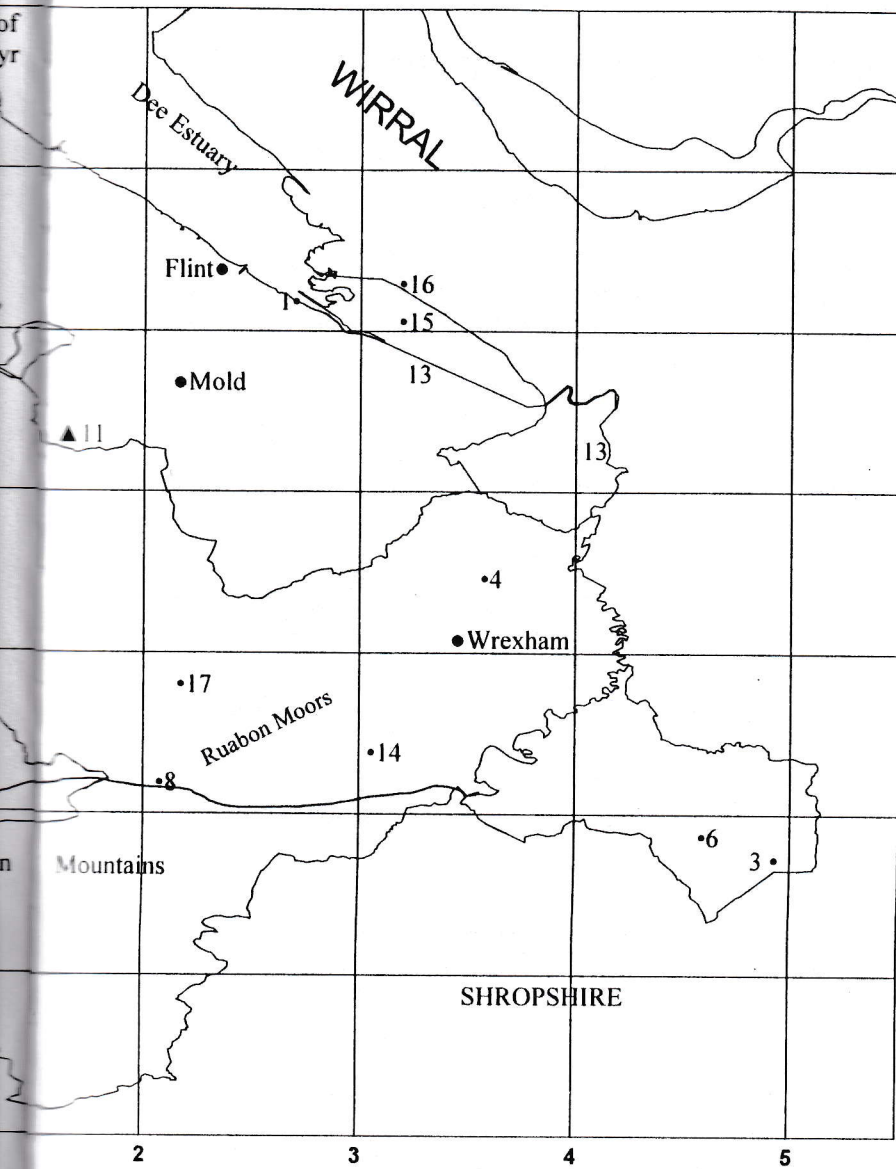 of
yr
WIRRAL
Dee Estuary
Flint
16
1
15
13
Mold
11
13
4
Wrexham
17
Ruabon Moors
14
8
6
3
n
Mountains
SHROPSHIRE
2
3
4
5